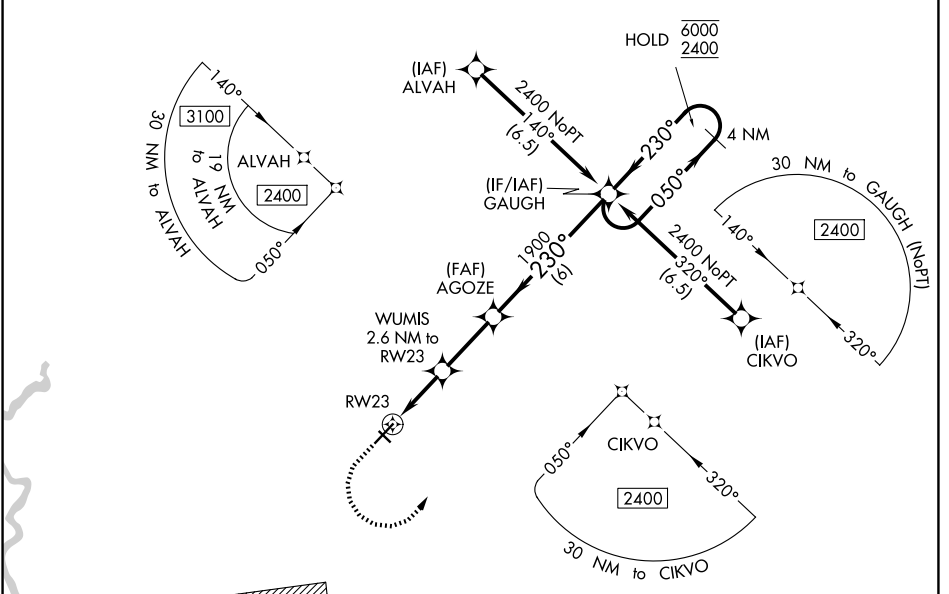 HOLD 6000
2400
(IAF)
ALVAH
2400 NoPT
140°
(6.5)
230°
050°
4 NM
(IF/IAF)
GAUGH
2400 NoPT
320°
(6.5)
(IAF)
CIKVO
1900
230°
(6)
(FAF)
AGOZE
WUMIS
2.6 NM to
RW23
RW23
140°
3100
30 NM to ALVAH
19 NM
to ALVAH
ALVAH
2400
050°
30 NM to GAUGH (NoPT)
140°
2400
320°
CIKVO
050°
320°
2400
30 NM to CIKVO